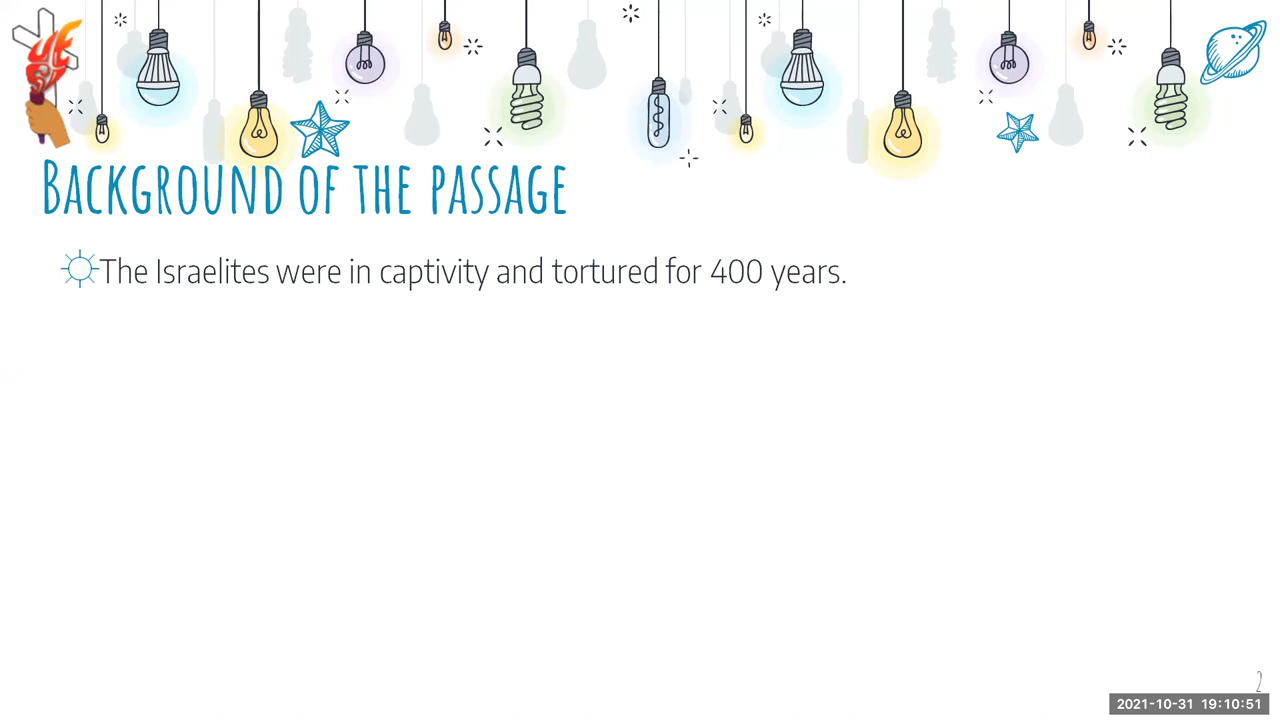 Background of the passage
The Israelites were in captivity and tortured for 400 years.
2
2021-10-31 19:10:51